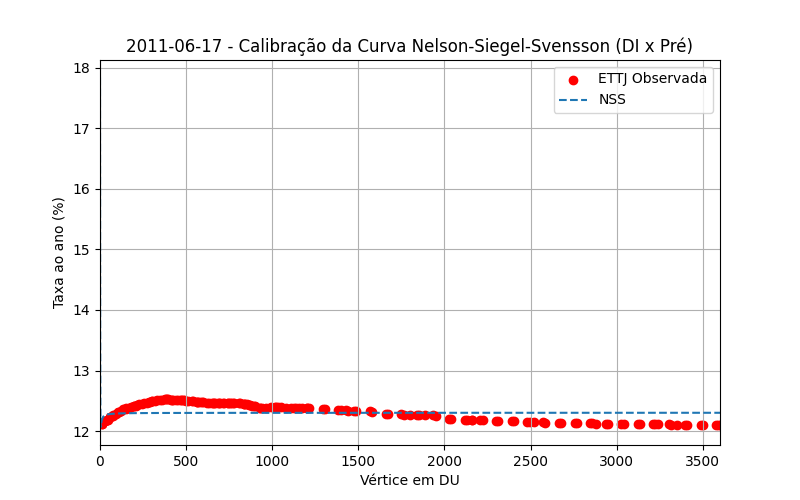 2011-06-17 - Calibração da Curva Nelson-Siegel-Svensson (DI x Pré)
18
17
16
15
14
13
12
Taxa ao ano (%)
ETTJ Observada
NSS
0 500 1000 1500 2000 2500 3000 3500
Vértice em DU